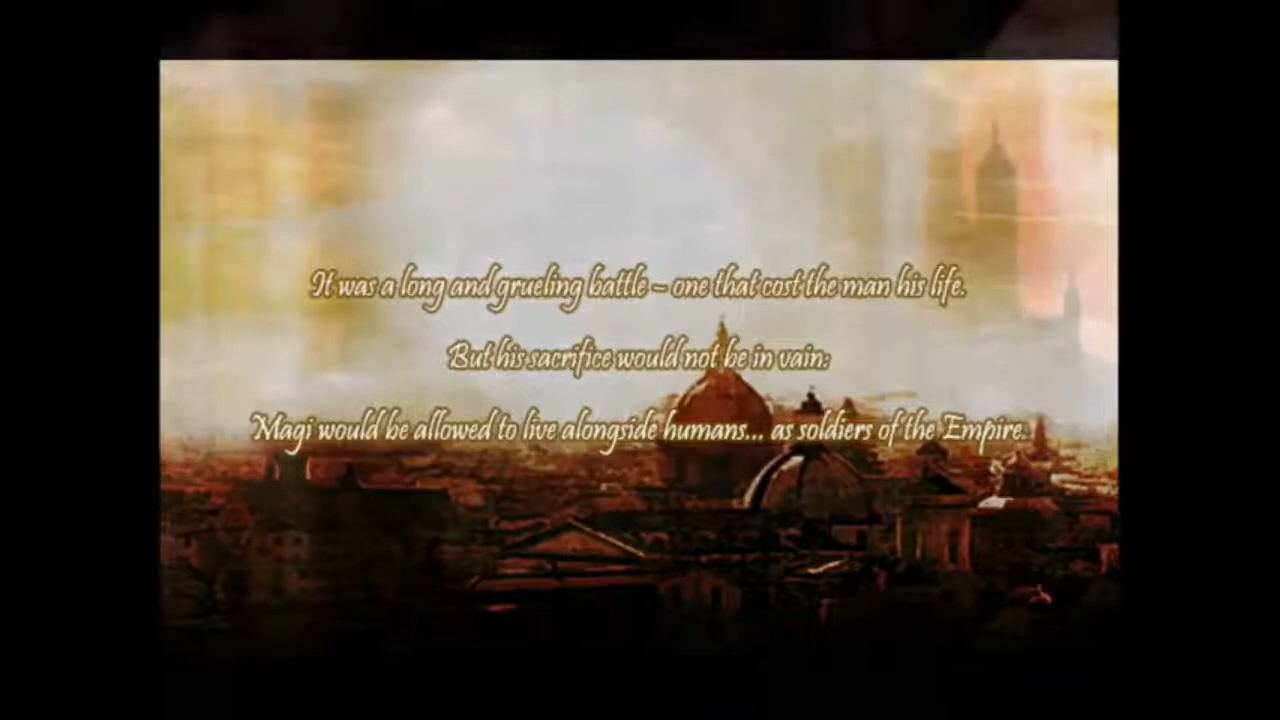 It was a long and grueling battle – one that cost the man his life.
But his sacrifice would not be in vain:
Magi would be allowed to live alongside humans... as soldiers of the Empire.